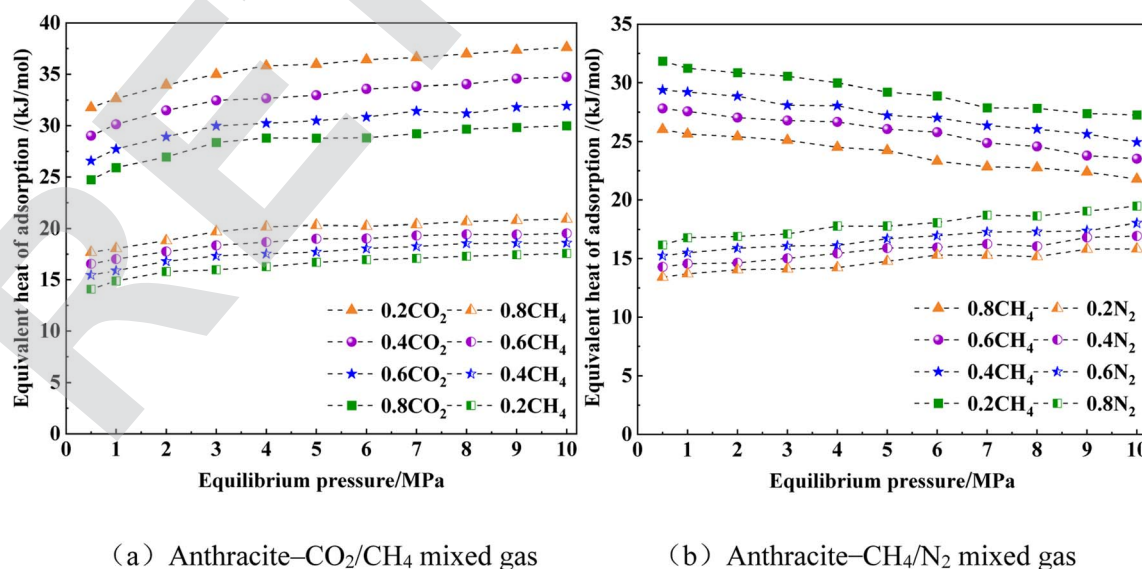 40
35
30
25
20
15
10
5
0
0 1 2 3 4 5 6 7 8 9 10
Equivalent heat of adsorption /(kJ/mol)
Equilibrium pressure/MPa
0.2CO₂ 0.8CH₄
0.4CO₂ 0.6CH₄
0.6CO₂ 0.4CH₄
0.8CO₂ 0.2CH₄
35
30
25
20
15
10
5
0
0 1 2 3 4 5 6 7 8 9 10
Equivalent heat of adsorption /(kJ/mol)
Equilibrium pressure/MPa
0.8CH₄ 0.2N₂
0.6CH₄ 0.4N₂
0.4CH₄ 0.6N₂
0.2CH₄ 0.8N₂
（a）Anthracite–CO₂/CH₄ mixed gas
（b）Anthracite–CH₄/N₂ mixed gas
RET